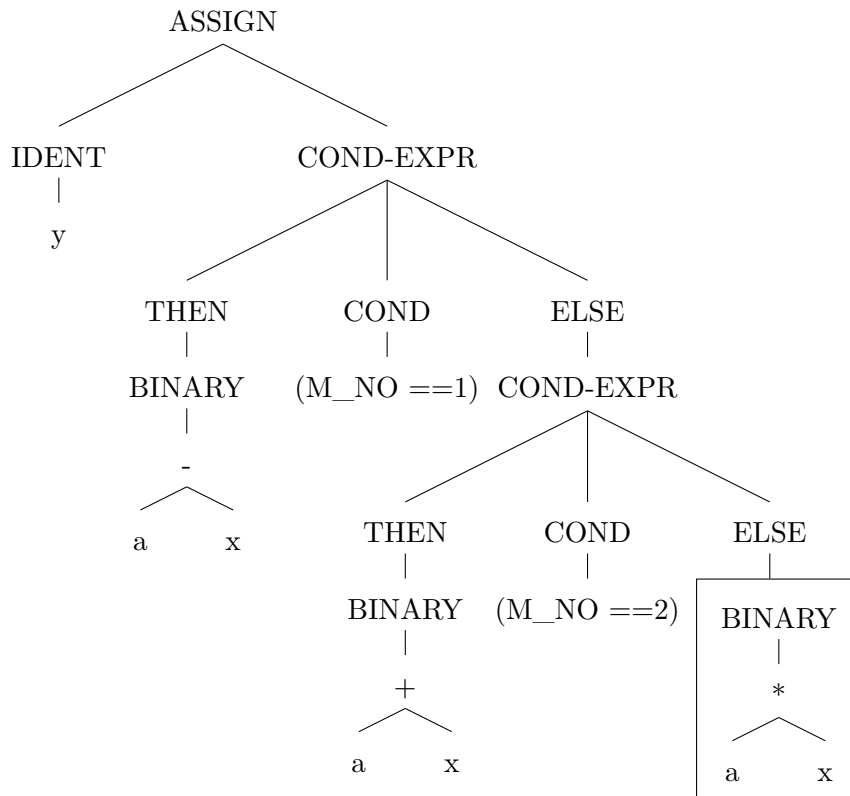 ASSIGN
IDENT COND-EXPR
y
THEN COND ELSE
BINARY (M_NO ==1) COND-EXPR
-
a x
THEN COND ELSE
BINARY (M_NO ==2) BINARY
+ *
a x a x